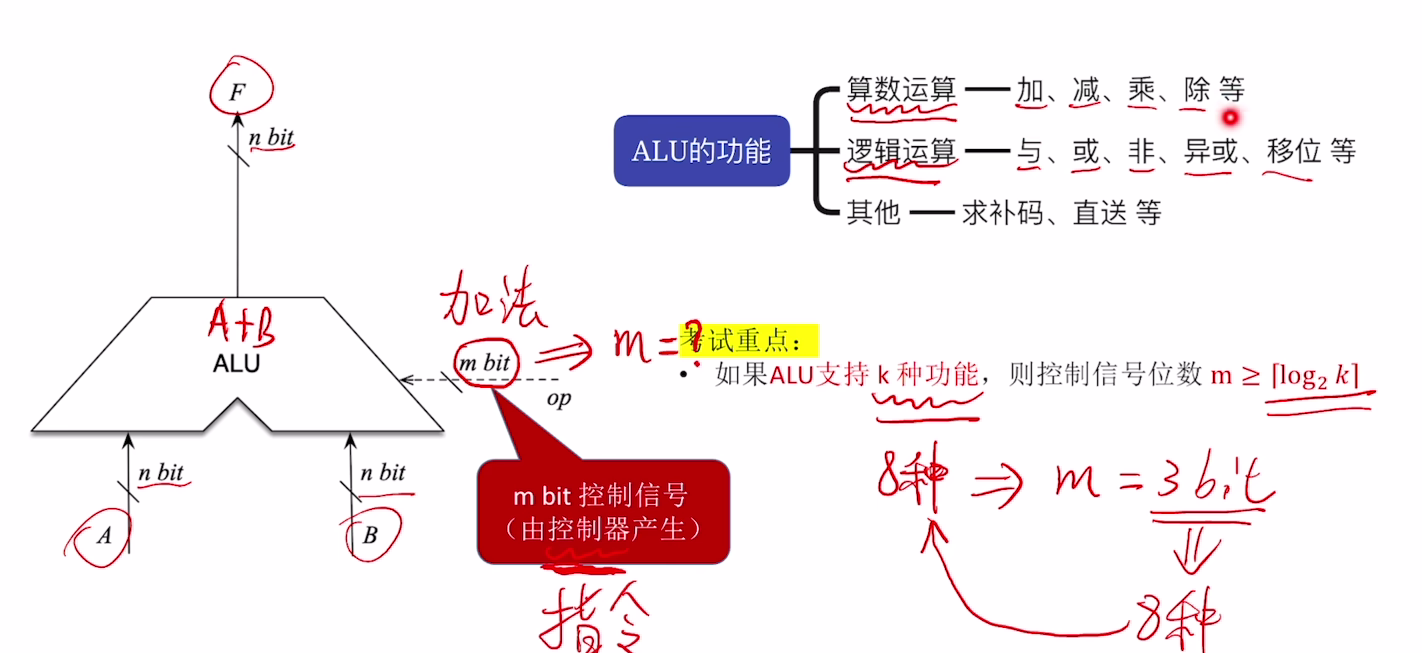 F
n bit
ALU的功能
算数运算 加、减、乘、除 等
逻辑运算 与、或、非、异或、移位 等
其他 求补码、直送 等
加法
A+B
ALU
m bit
m=?
op
考试重点：
• 如果ALU支持 k 种功能，则控制信号位数 m ≥ ⌈log₂ k⌉
n bit
n bit
A
B
m bit 控制信号
（由控制器产生）
指令
8种 ⇒ m = 3 bit
8种